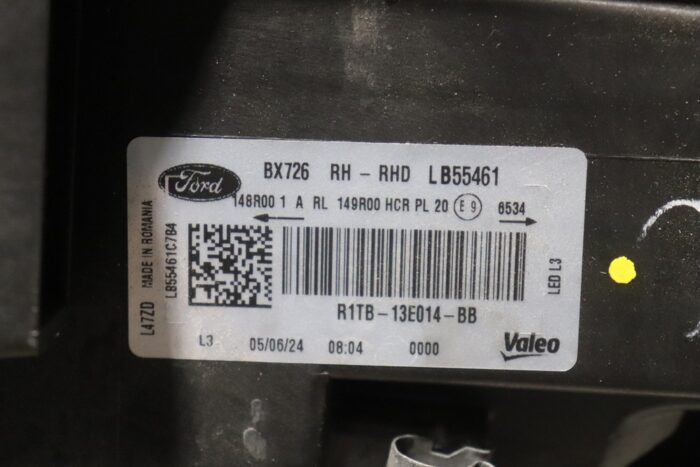 Ford
BX726 RH - RHD LB55461
148R00 1 A RL 149R00 HCR PL 20 E9 6534
L47ZD MADE IN ROMANIA
LB55461C7B4
LED L3
R1TB-13E014-BB
L3 05/06/24 08:04 0000
Valeo